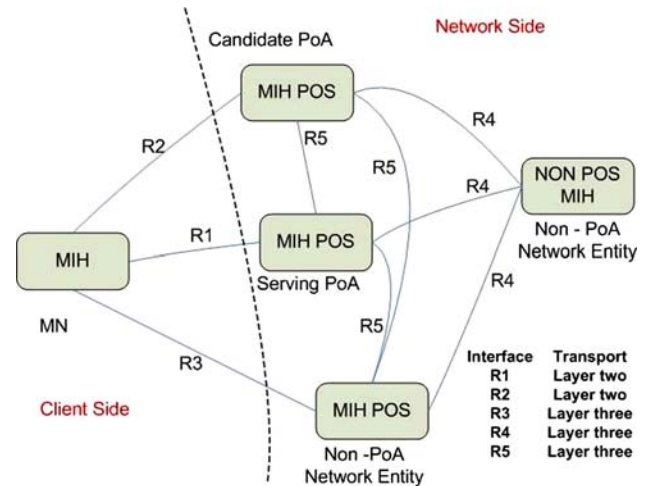 Candidate PoA
Network Side
MIH POS
R2
R5
R4
R5
NON POS
MIH
R4
Non - PoA
Network Entity
R1
MIH
MIH POS
Serving PoA
R4
MN
R5
R3
Client Side
MIH POS
Non -PoA
Network Entity
Interface Transport
R1 Layer two
R2 Layer two
R3 Layer three
R4 Layer three
R5 Layer three